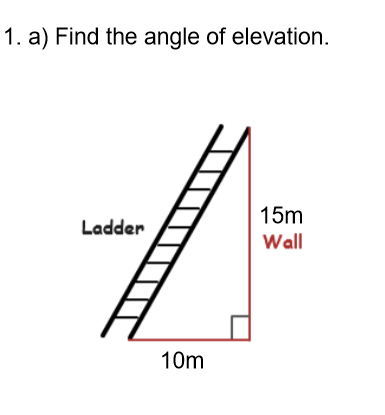 1. a) Find the angle of elevation.
Ladder
15m
Wall
10m